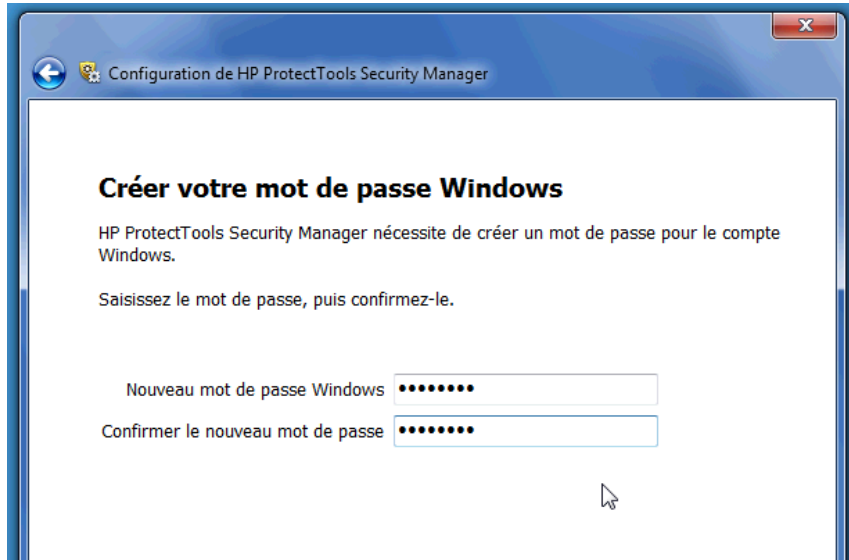 Configuration de HP ProtectTools Security Manager
Créer votre mot de passe Windows
HP ProtectTools Security Manager nécessite de créer un mot de passe pour le compte
Windows.
Saisissez le mot de passe, puis confirmez-le.
Nouveau mot de passe Windows ••••••••
Confirmer le nouveau mot de passe ••••••••